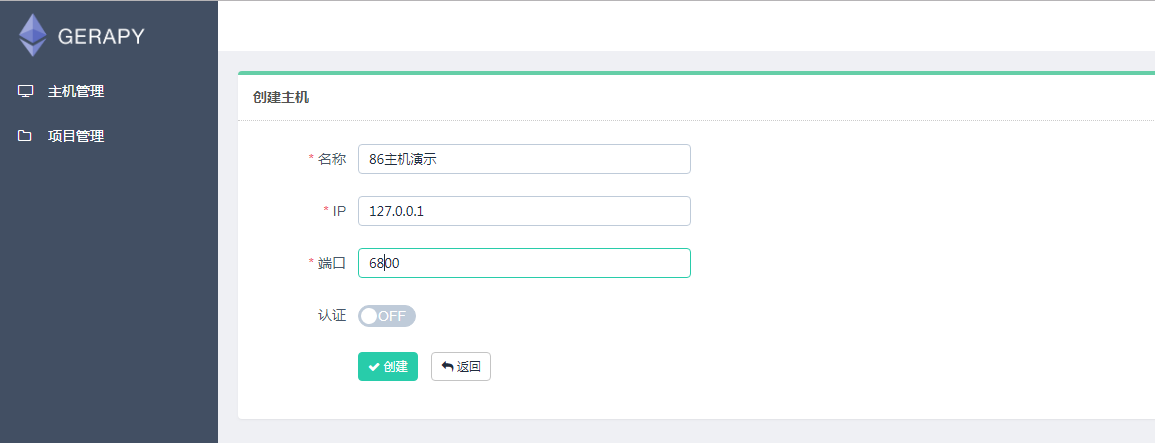 GERAPY
主机管理
项目管理
创建主机
* 名称 86主机演示
* IP 127.0.0.1
* 端口 6800
认证 OFF
创建 返回